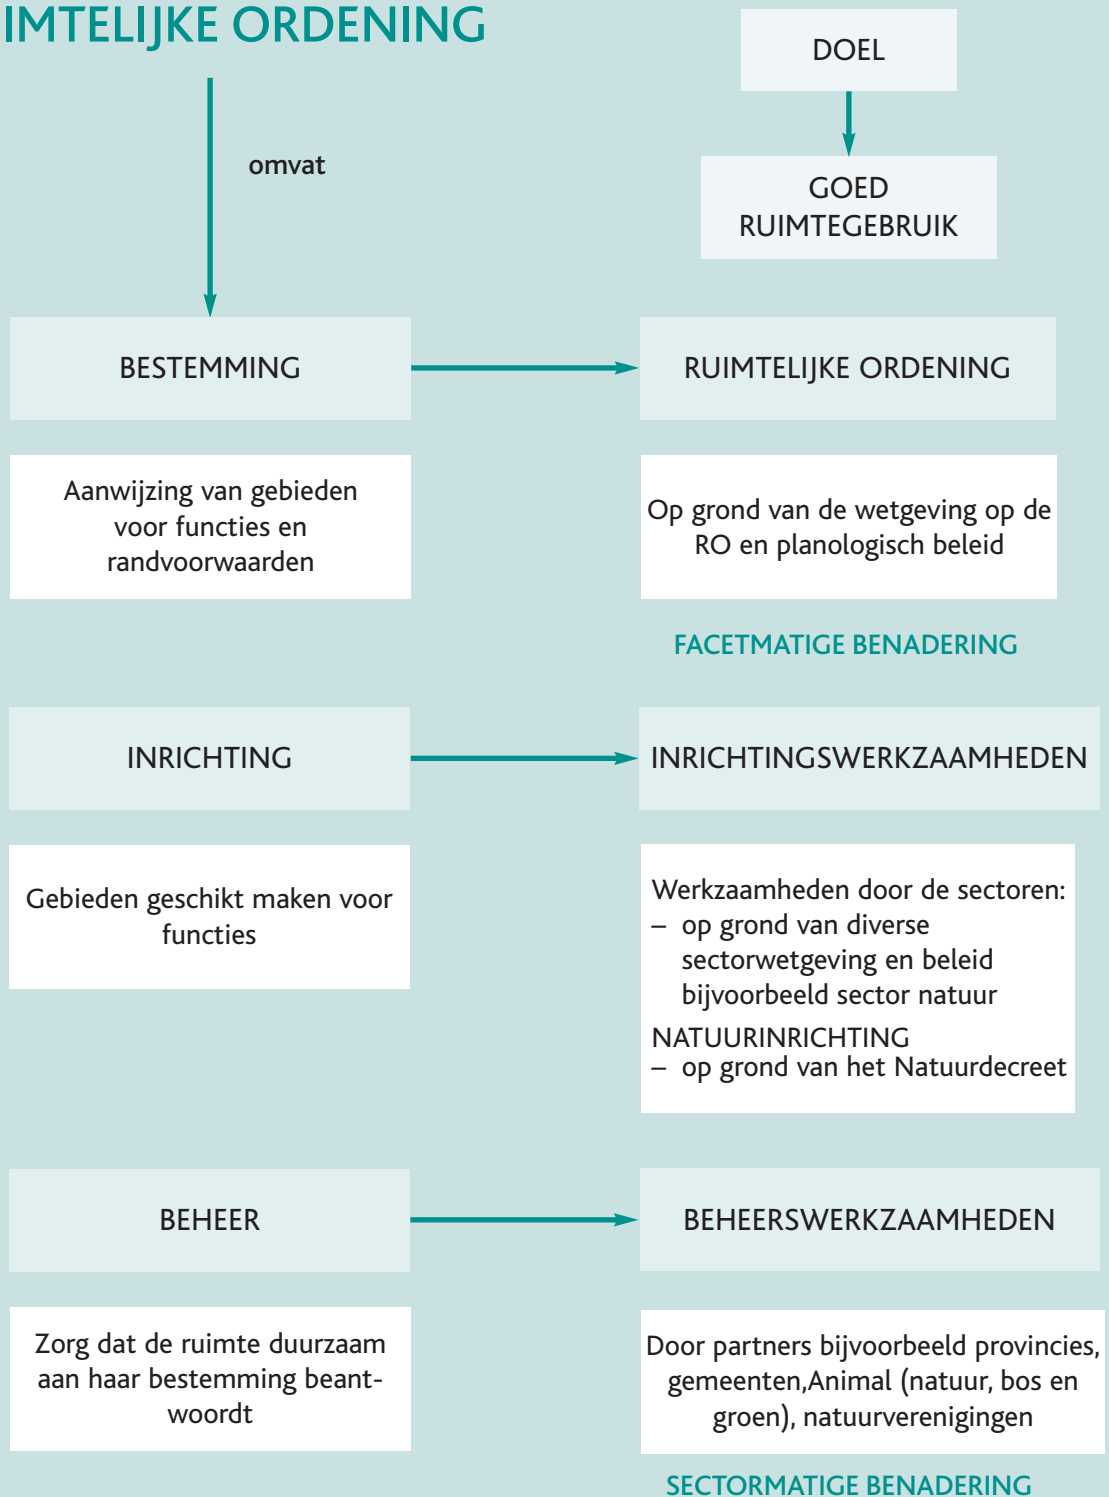 IMTELIJKE ORDENING
DOEL
omvat
GOED
RUIMTEGEBRUIK
BESTEMMING
RUIMTELIJKE ORDENING
Aanwijzing van gebieden
voor functies en
randvoorwaarden
Op grond van de wetgeving op de
RO en planologisch beleid
FACETMATIGE BENADERING
INRICHTING
INRICHTINGSWERKZAAMHEDEN
Gebieden geschikt maken voor
functies
Werkzaamheden door de sectoren:
– op grond van diverse
sectorwetgeving en beleid
bijvoorbeeld sector natuur
NATUURINRICHTING
– op grond van het Natuurdecreet
BEHEER
BEHEERSWERKZAAMHEDEN
Zorg dat de ruimte duurzaam
aan haar bestemming beant-
woordt
Door partners bijvoorbeeld provincies,
gemeenten,Animal (natuur, bos en
groen), natuurverenigingen
SECTORMATIGE BENADERING